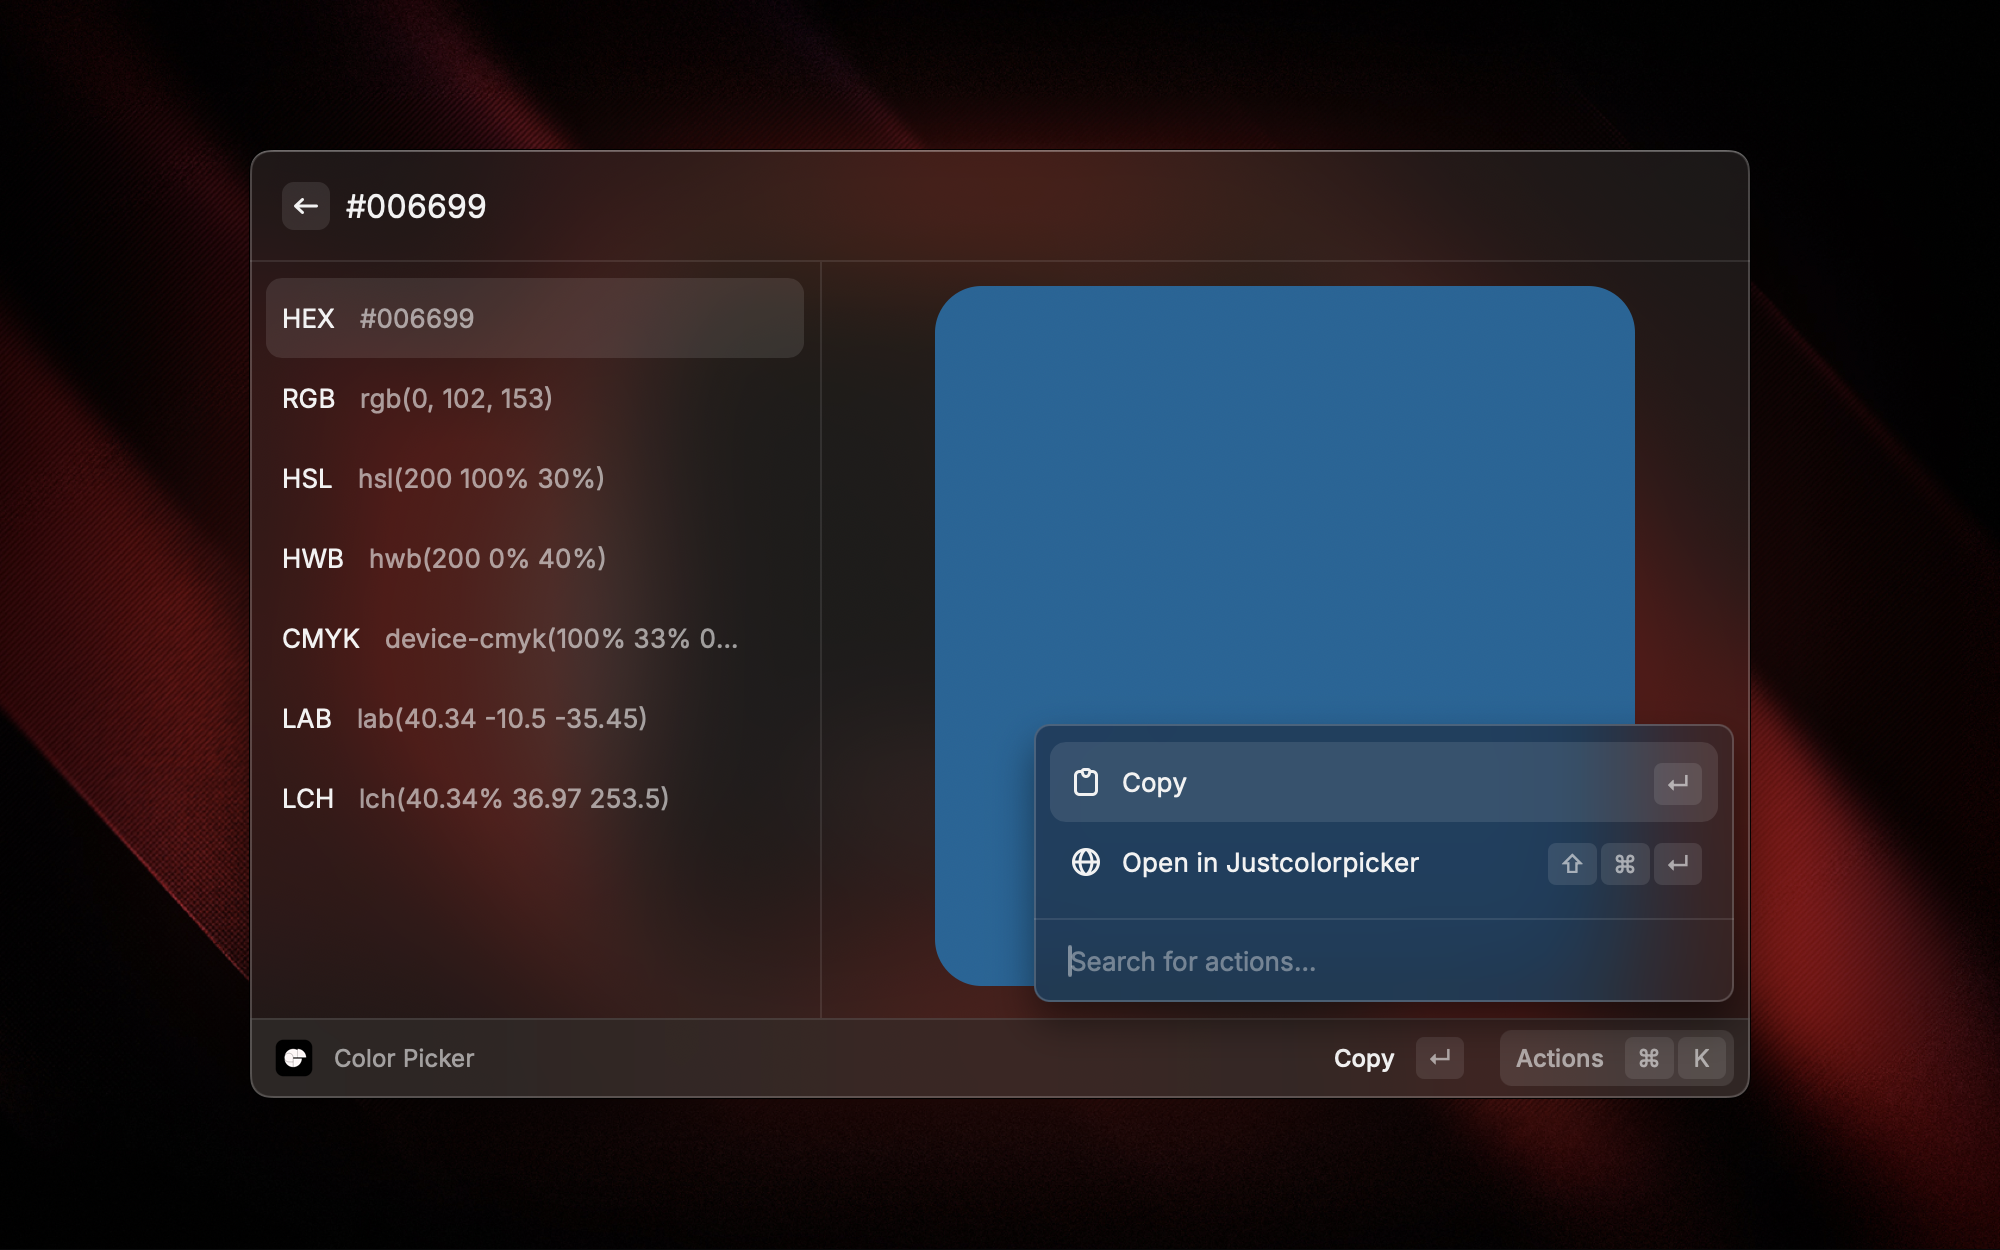 #006699
HEX #006699
RGB rgb(0, 102, 153)
HSL hsl(200 100% 30%)
HWB hwb(200 0% 40%)
CMYK device-cmyk(100% 33% 0...
LAB lab(40.34 -10.5 -35.45)
LCH lch(40.34% 36.97 253.5)
Copy ↵
Open in Justcolorpicker ⇧ ⌘ ↵
Search for actions...
Color Picker Copy ↵ Actions ⌘ K